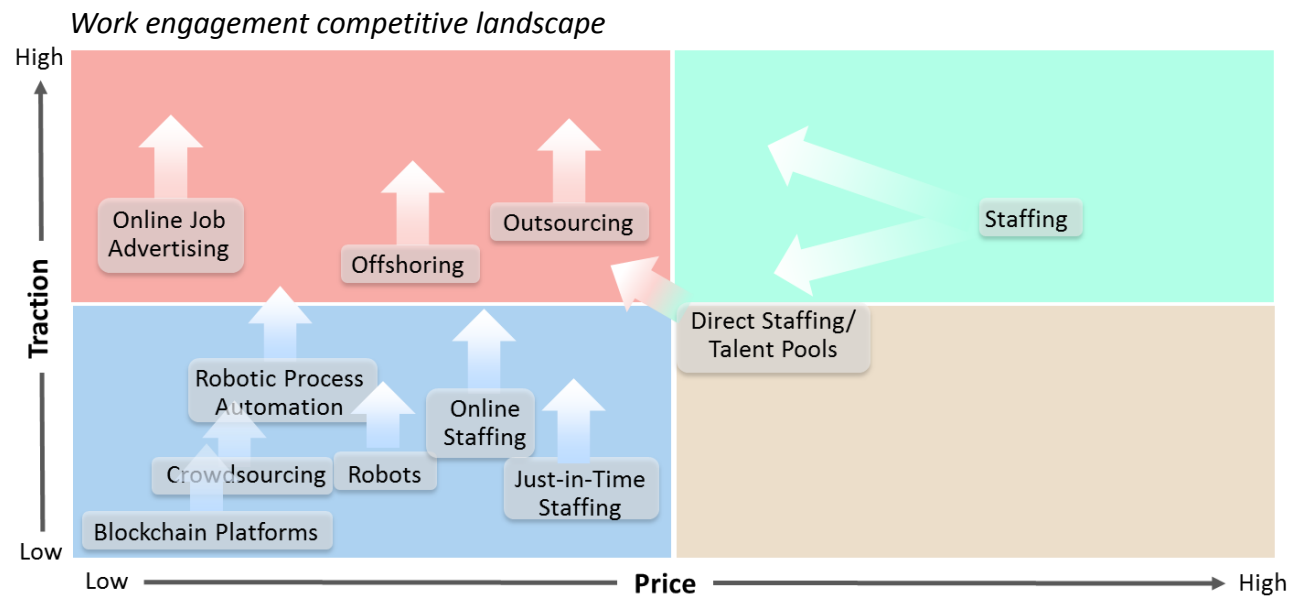 Work engagement competitive landscape
High
Online Job
Advertising
Offshoring
Outsourcing
Staffing
Direct Staffing/
Talent Pools
Traction
Robotic Process
Automation
Online
Staffing
Crowdsourcing
Robots
Just-in-Time
Staffing
Blockchain Platforms
Low
Low
Price
High